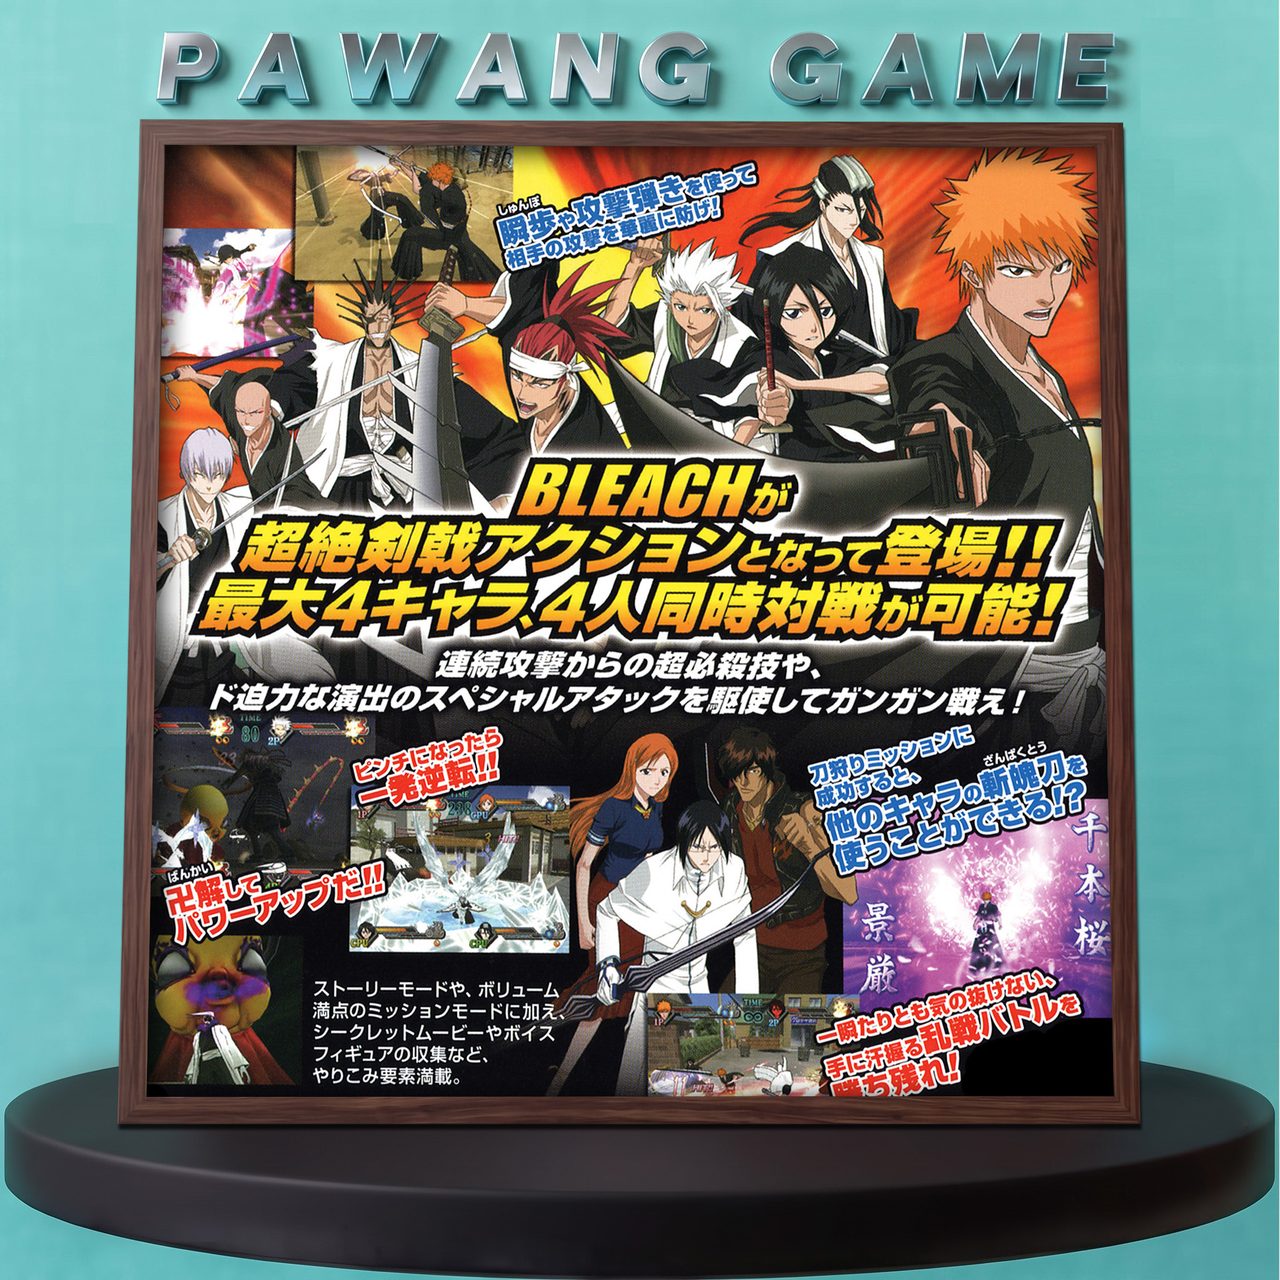 PAWANG GAME
しゅんぽ
瞬歩や攻撃弾きを使って
相手の攻撃を華麗に防げ!
BLEACHが
超絶剣戟アクションとなって登場!!
最大4キャラ、4人同時対戦が可能!
連続攻撃からの超必殺技や、
ド迫力な演出のスペシャルアタックを駆使してガンガン戦え!
TIME
80
2P
ピンチになったら
一発逆転!!
1P
TIME
238
CPU
CPU
CPU
ばんかい
卍解して
パワーアップだ!!
刀狩りミッションに
成功すると、
ざんぱくとう
他のキャラの斬魄刀を
使うことができる!?
千本桜
景厳
ストーリーモードや、ボリューム
満点のミッションモードに加え、
シークレットムービーやボイス
フィギュアの収集など、
やりこみ要素満載。
1P
TIME
∞
2P
一瞬たりとも気の抜けない、
手に汗握る乱戦バトルを
勝ち残れ!